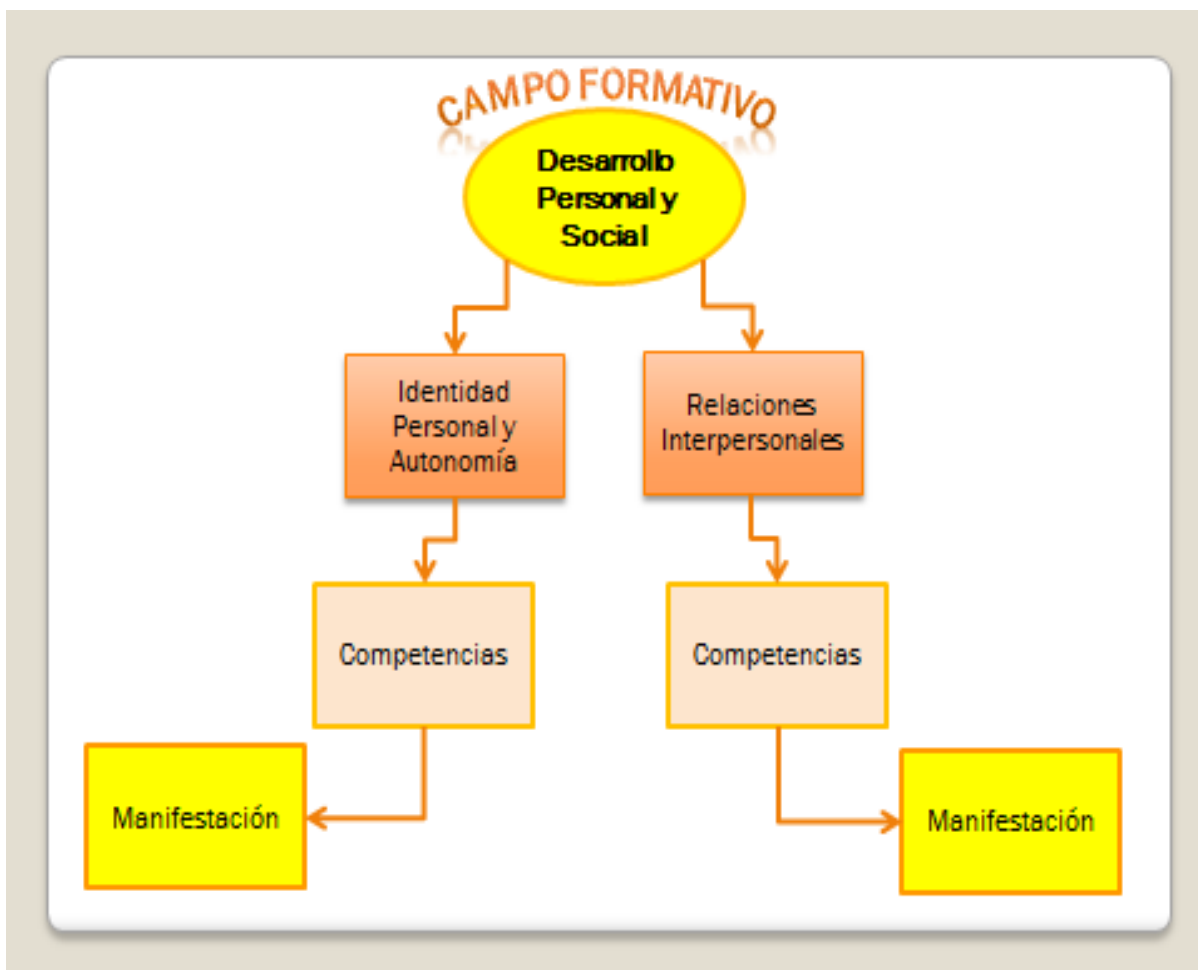 CAMPO FORMATIVO
Desarrollo
Personal y
Social
Identidad
Personal y
Autonomía
Relaciones
Interpersonales
Competencias
Competencias
Manifestación
Manifestación